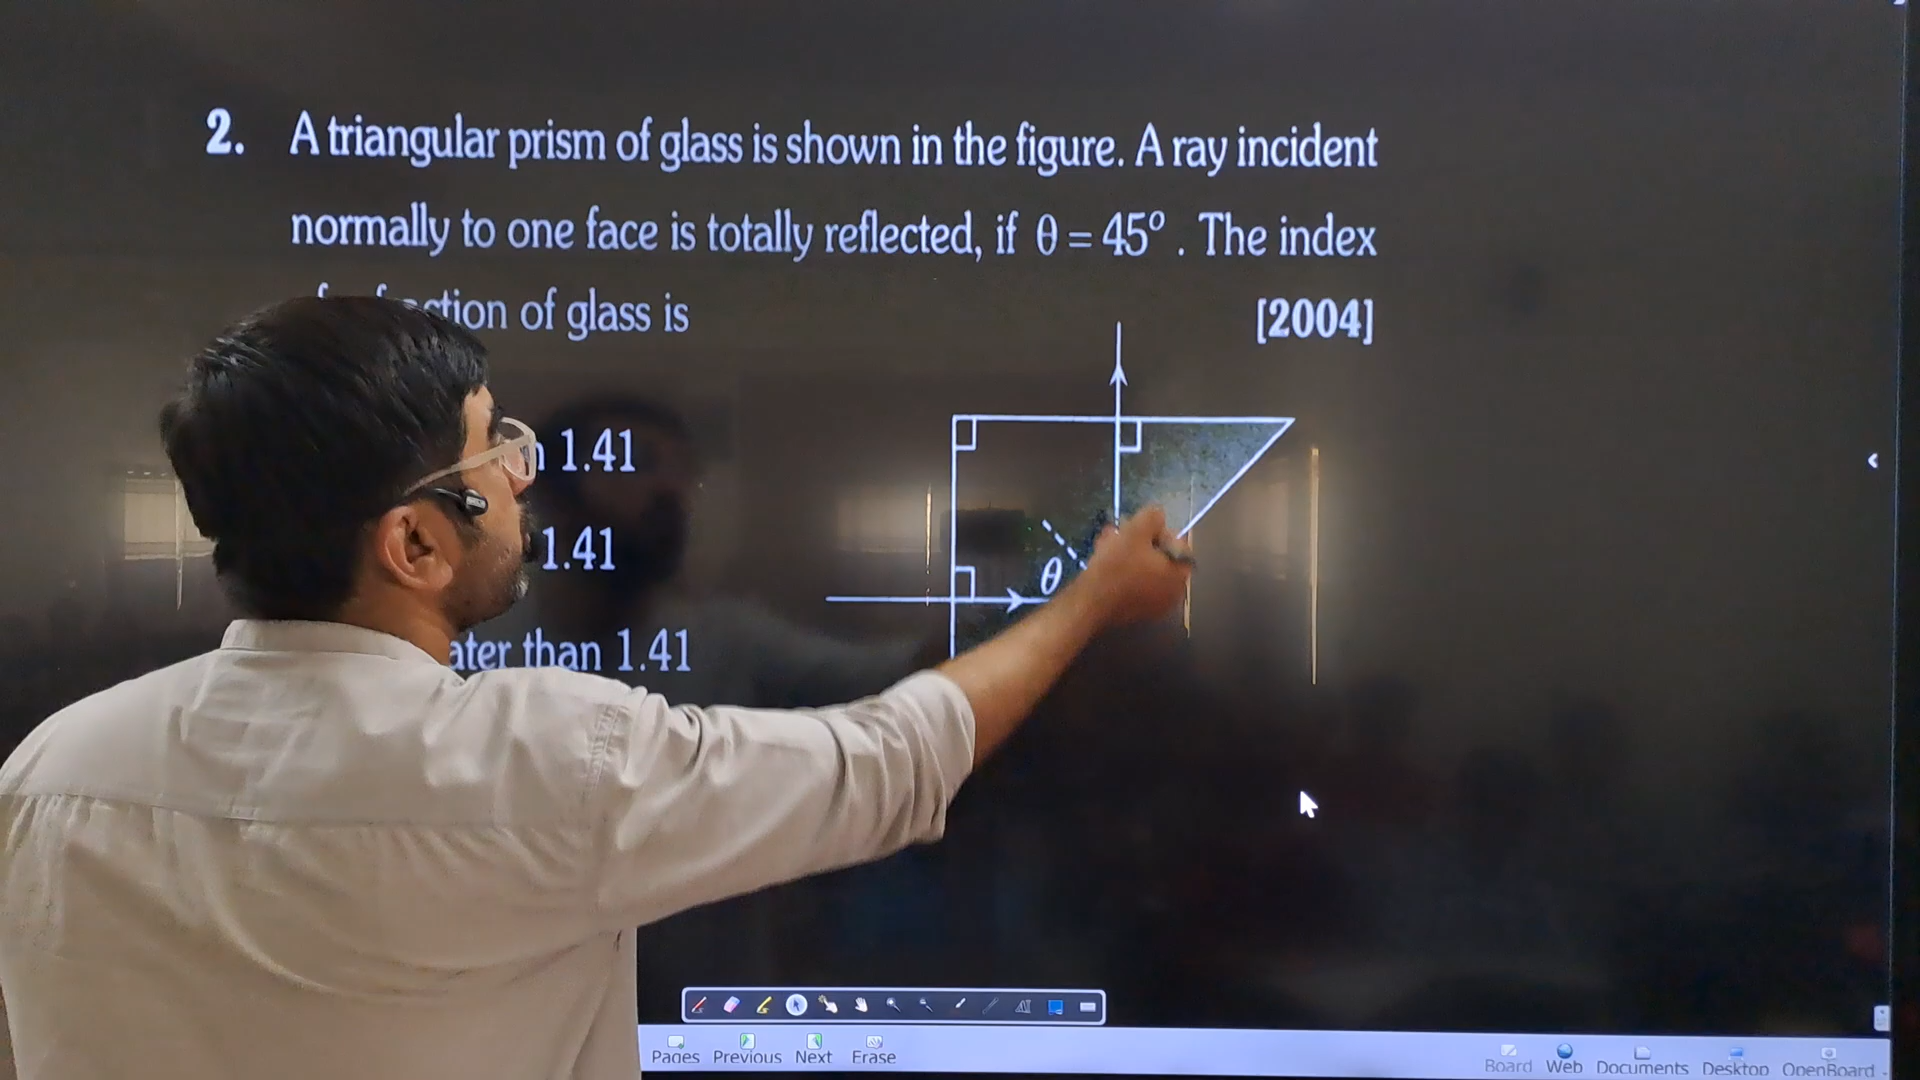 2. A triangular prism of glass is shown in the figure. A ray incident
normally to one face is totally reflected, if θ = 45° . The index
of glass is
[2004]
1.41
1.41
than 1.41
θ
Pages Previous Next Erase
Board Web Documents Desktop OpenBoard